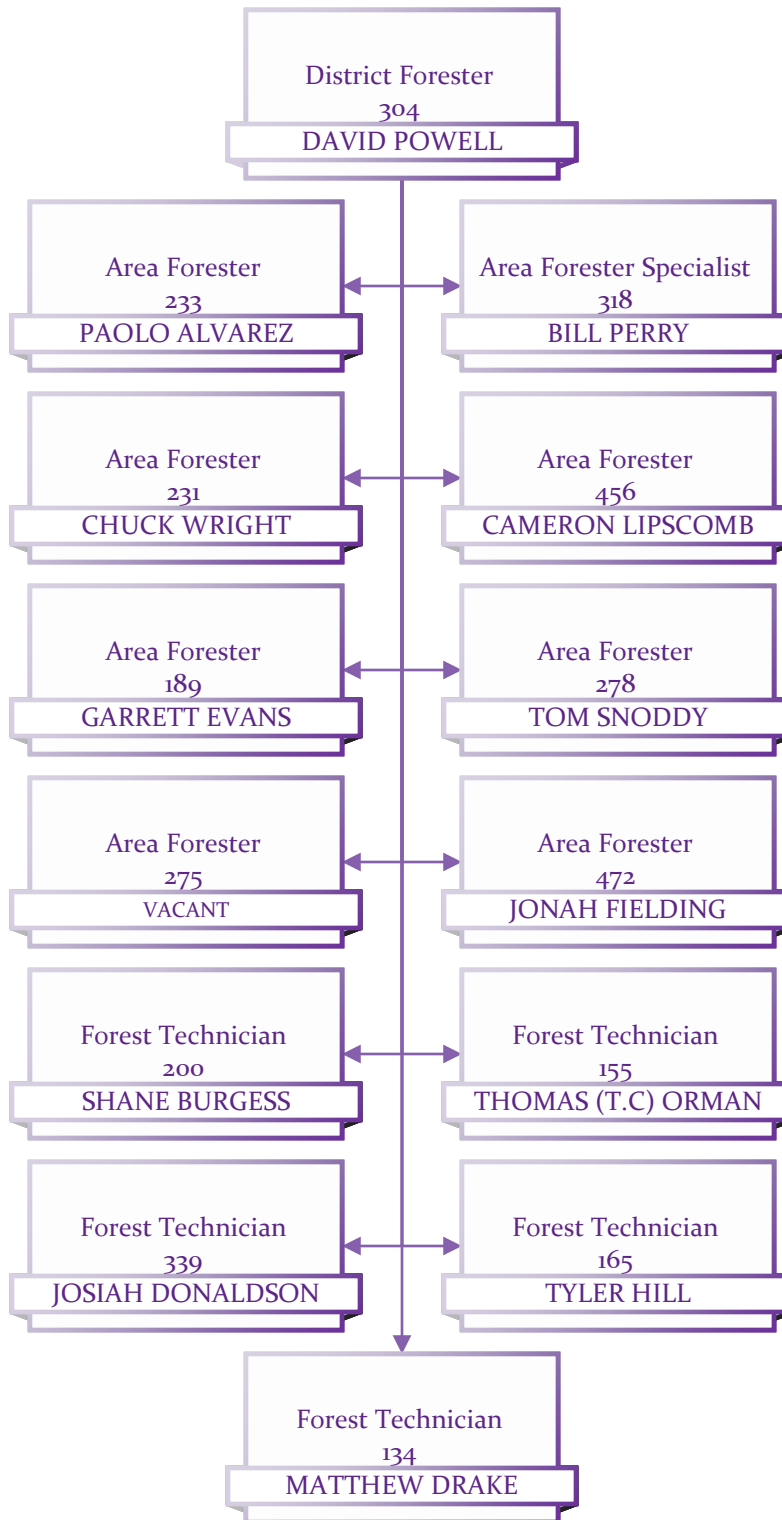 District Forester
304
DAVID POWELL
Area Forester
233
PAOLO ALVAREZ
Area Forester Specialist
318
BILL PERRY
Area Forester
231
CHUCK WRIGHT
Area Forester
456
CAMERON LIPSCOMB
Area Forester
189
GARRETT EVANS
Area Forester
278
TOM SNODDY
Area Forester
275
VACANT
Area Forester
472
JONAH FIELDING
Forest Technician
200
SHANE BURGESS
Forest Technician
155
THOMAS (T.C) ORMAN
Forest Technician
339
JOSIAH DONALDSON
Forest Technician
165
TYLER HILL
Forest Technician
134
MATTHEW DRAKE